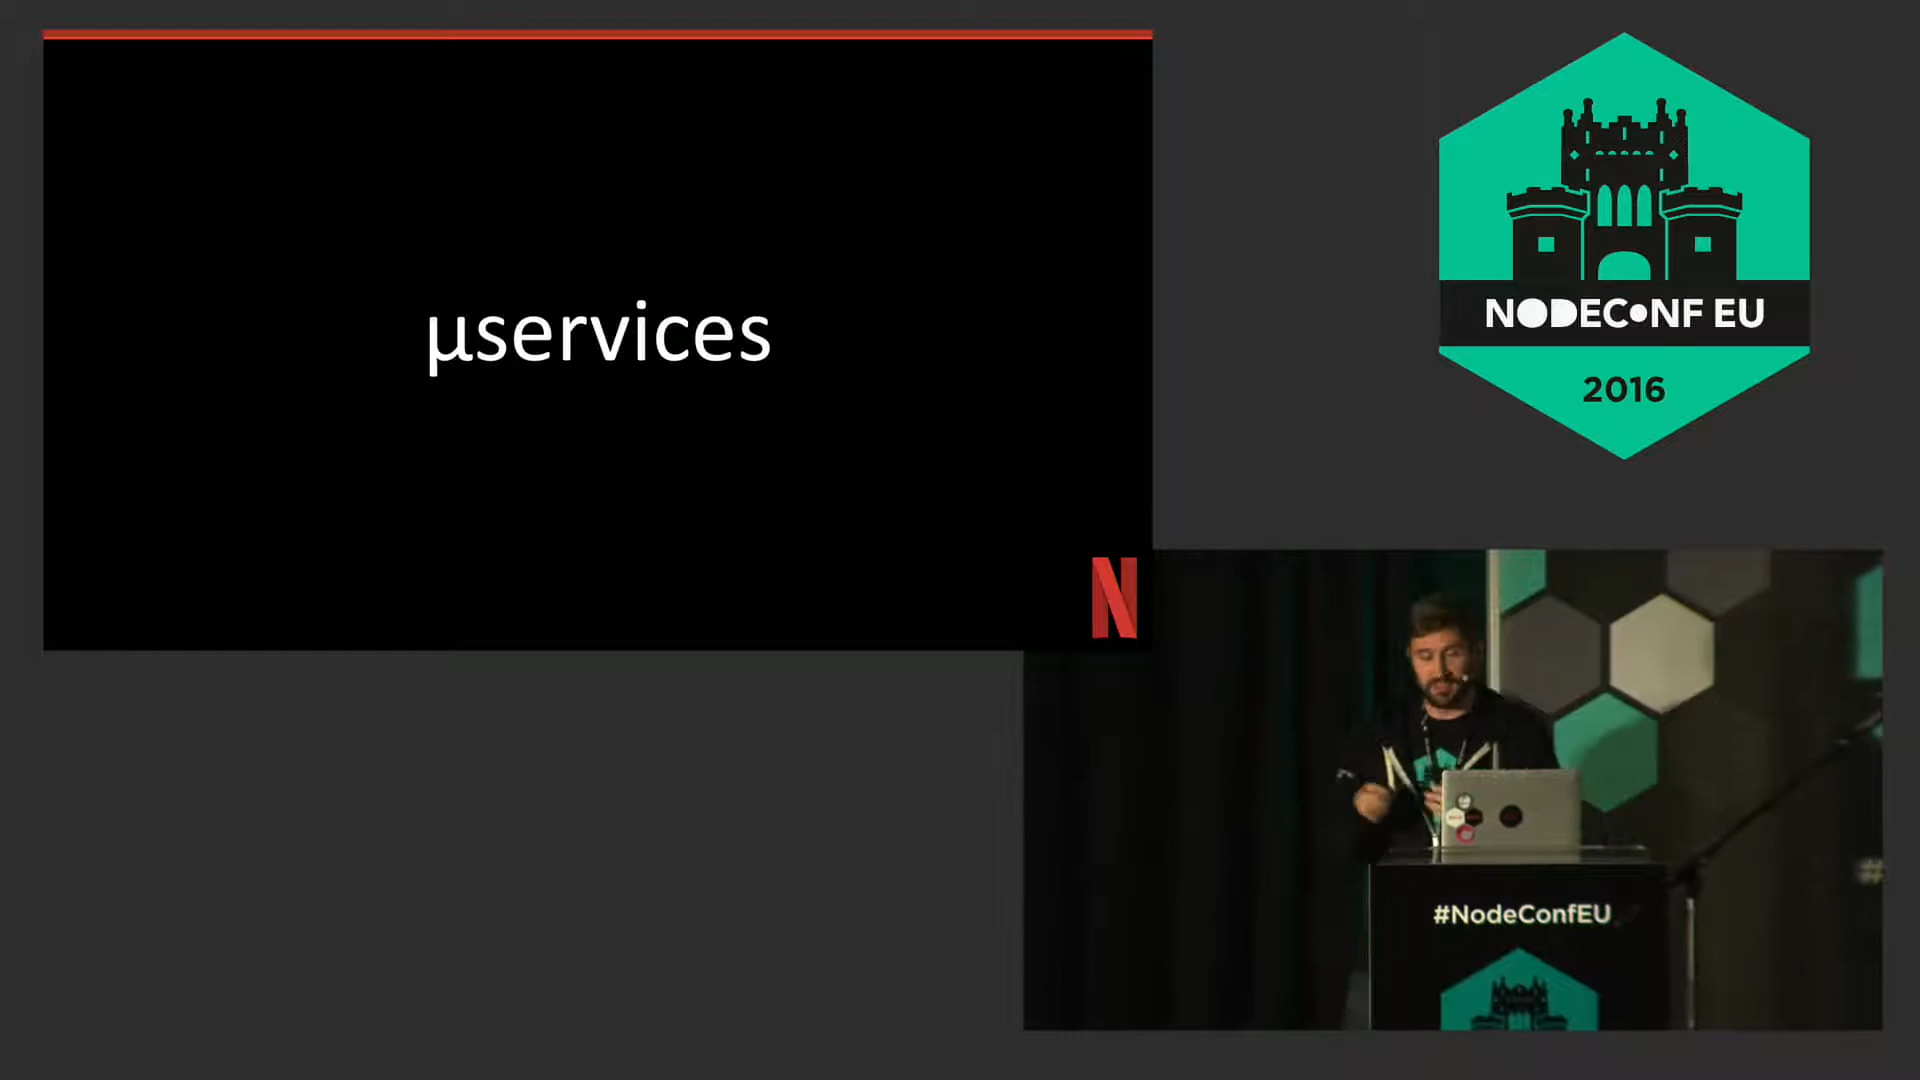 µservices
NODECONF EU
2016
N
#NodeConfEU
#